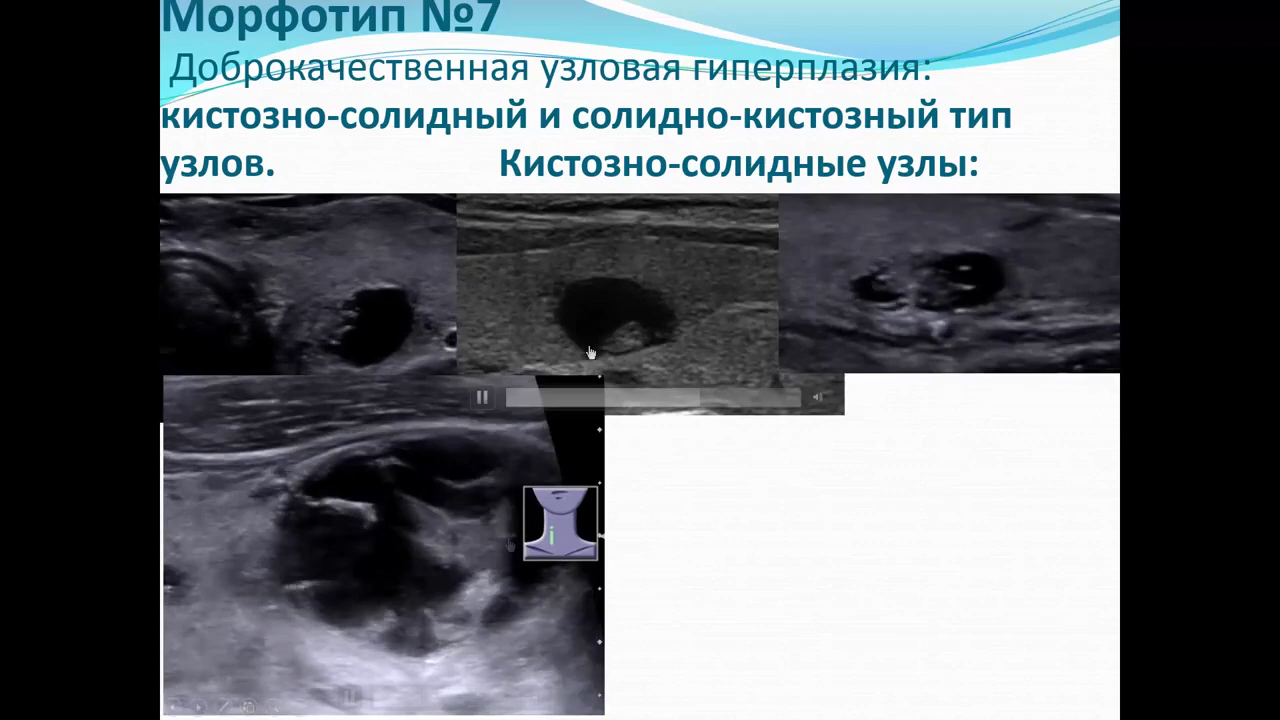 Морфотип №7
Доброкачественная узловая гиперплазия:
кистозно-солидный и солидно-кистозный тип
узлов. Кистозно-солидные узлы:
i